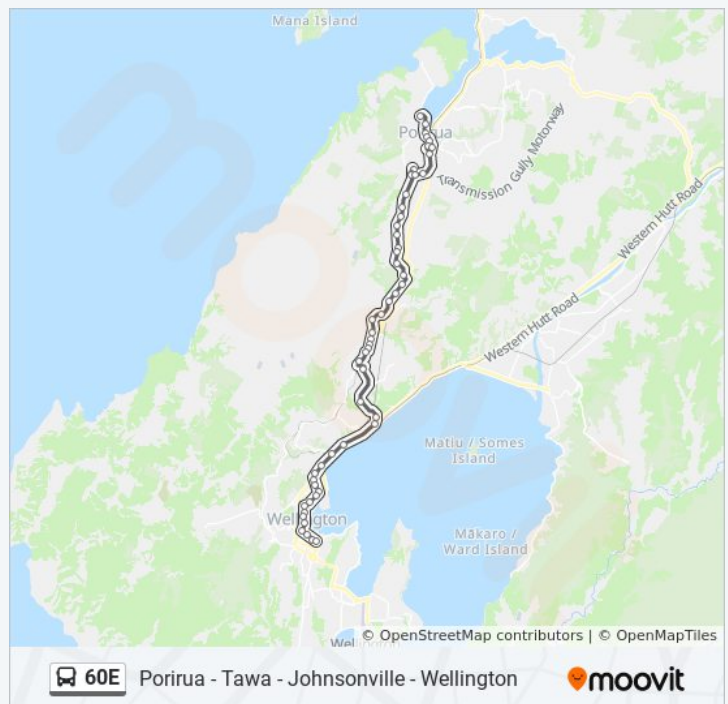 Mana Island
Porirua
Transmission Gully Motorway
Western Hutt Road
Western Hutt Road
Matiu / Somes
Island
Wellington
Mākaro /
Ward Island
© OpenStreetMap contributors | © OpenMapTiles
60E
Porirua - Tawa - Johnsonville - Wellington
moovit